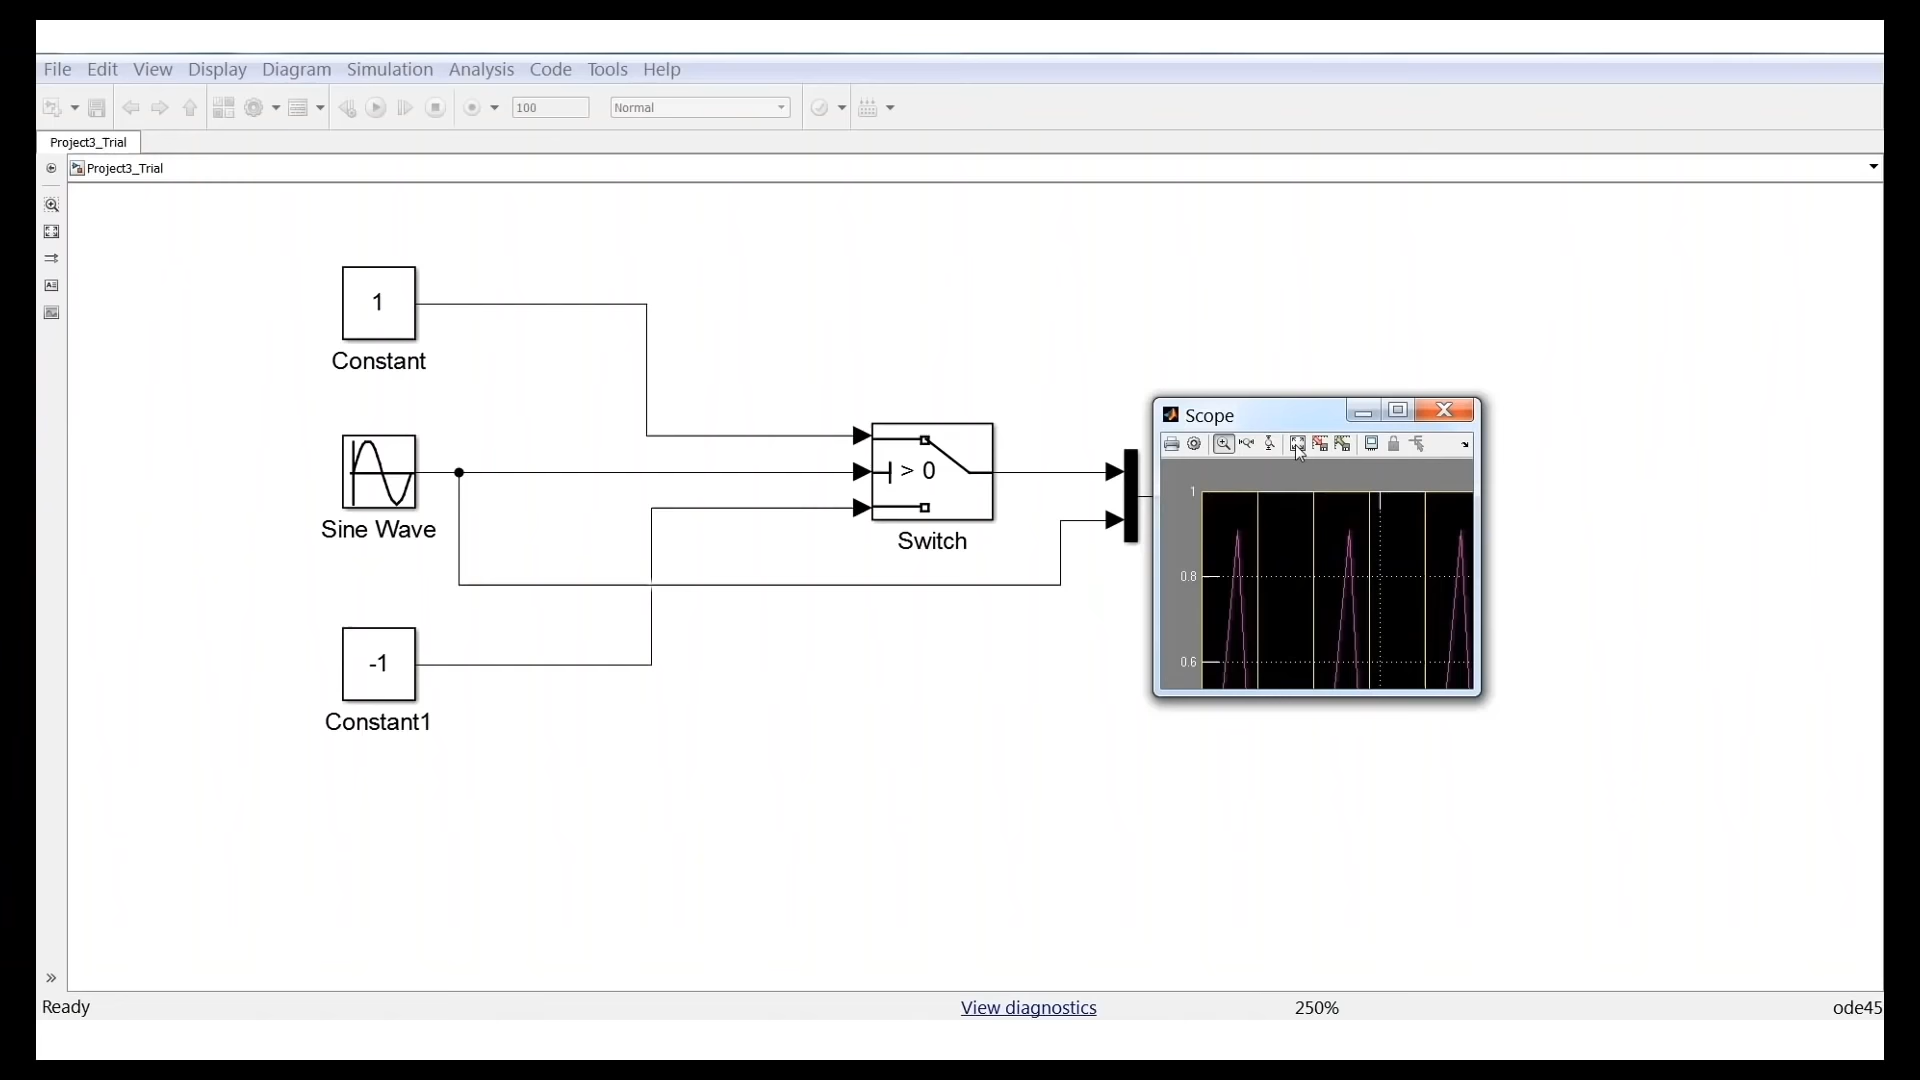 File Edit View Display Diagram Simulation Analysis Code Tools Help
100 Normal
Project3_Trial
Project3_Trial
1
Constant
Scope
> 0
Sine Wave
Switch
1
0.8
0.6
-1
Constant1
Ready View diagnostics 250% ode45